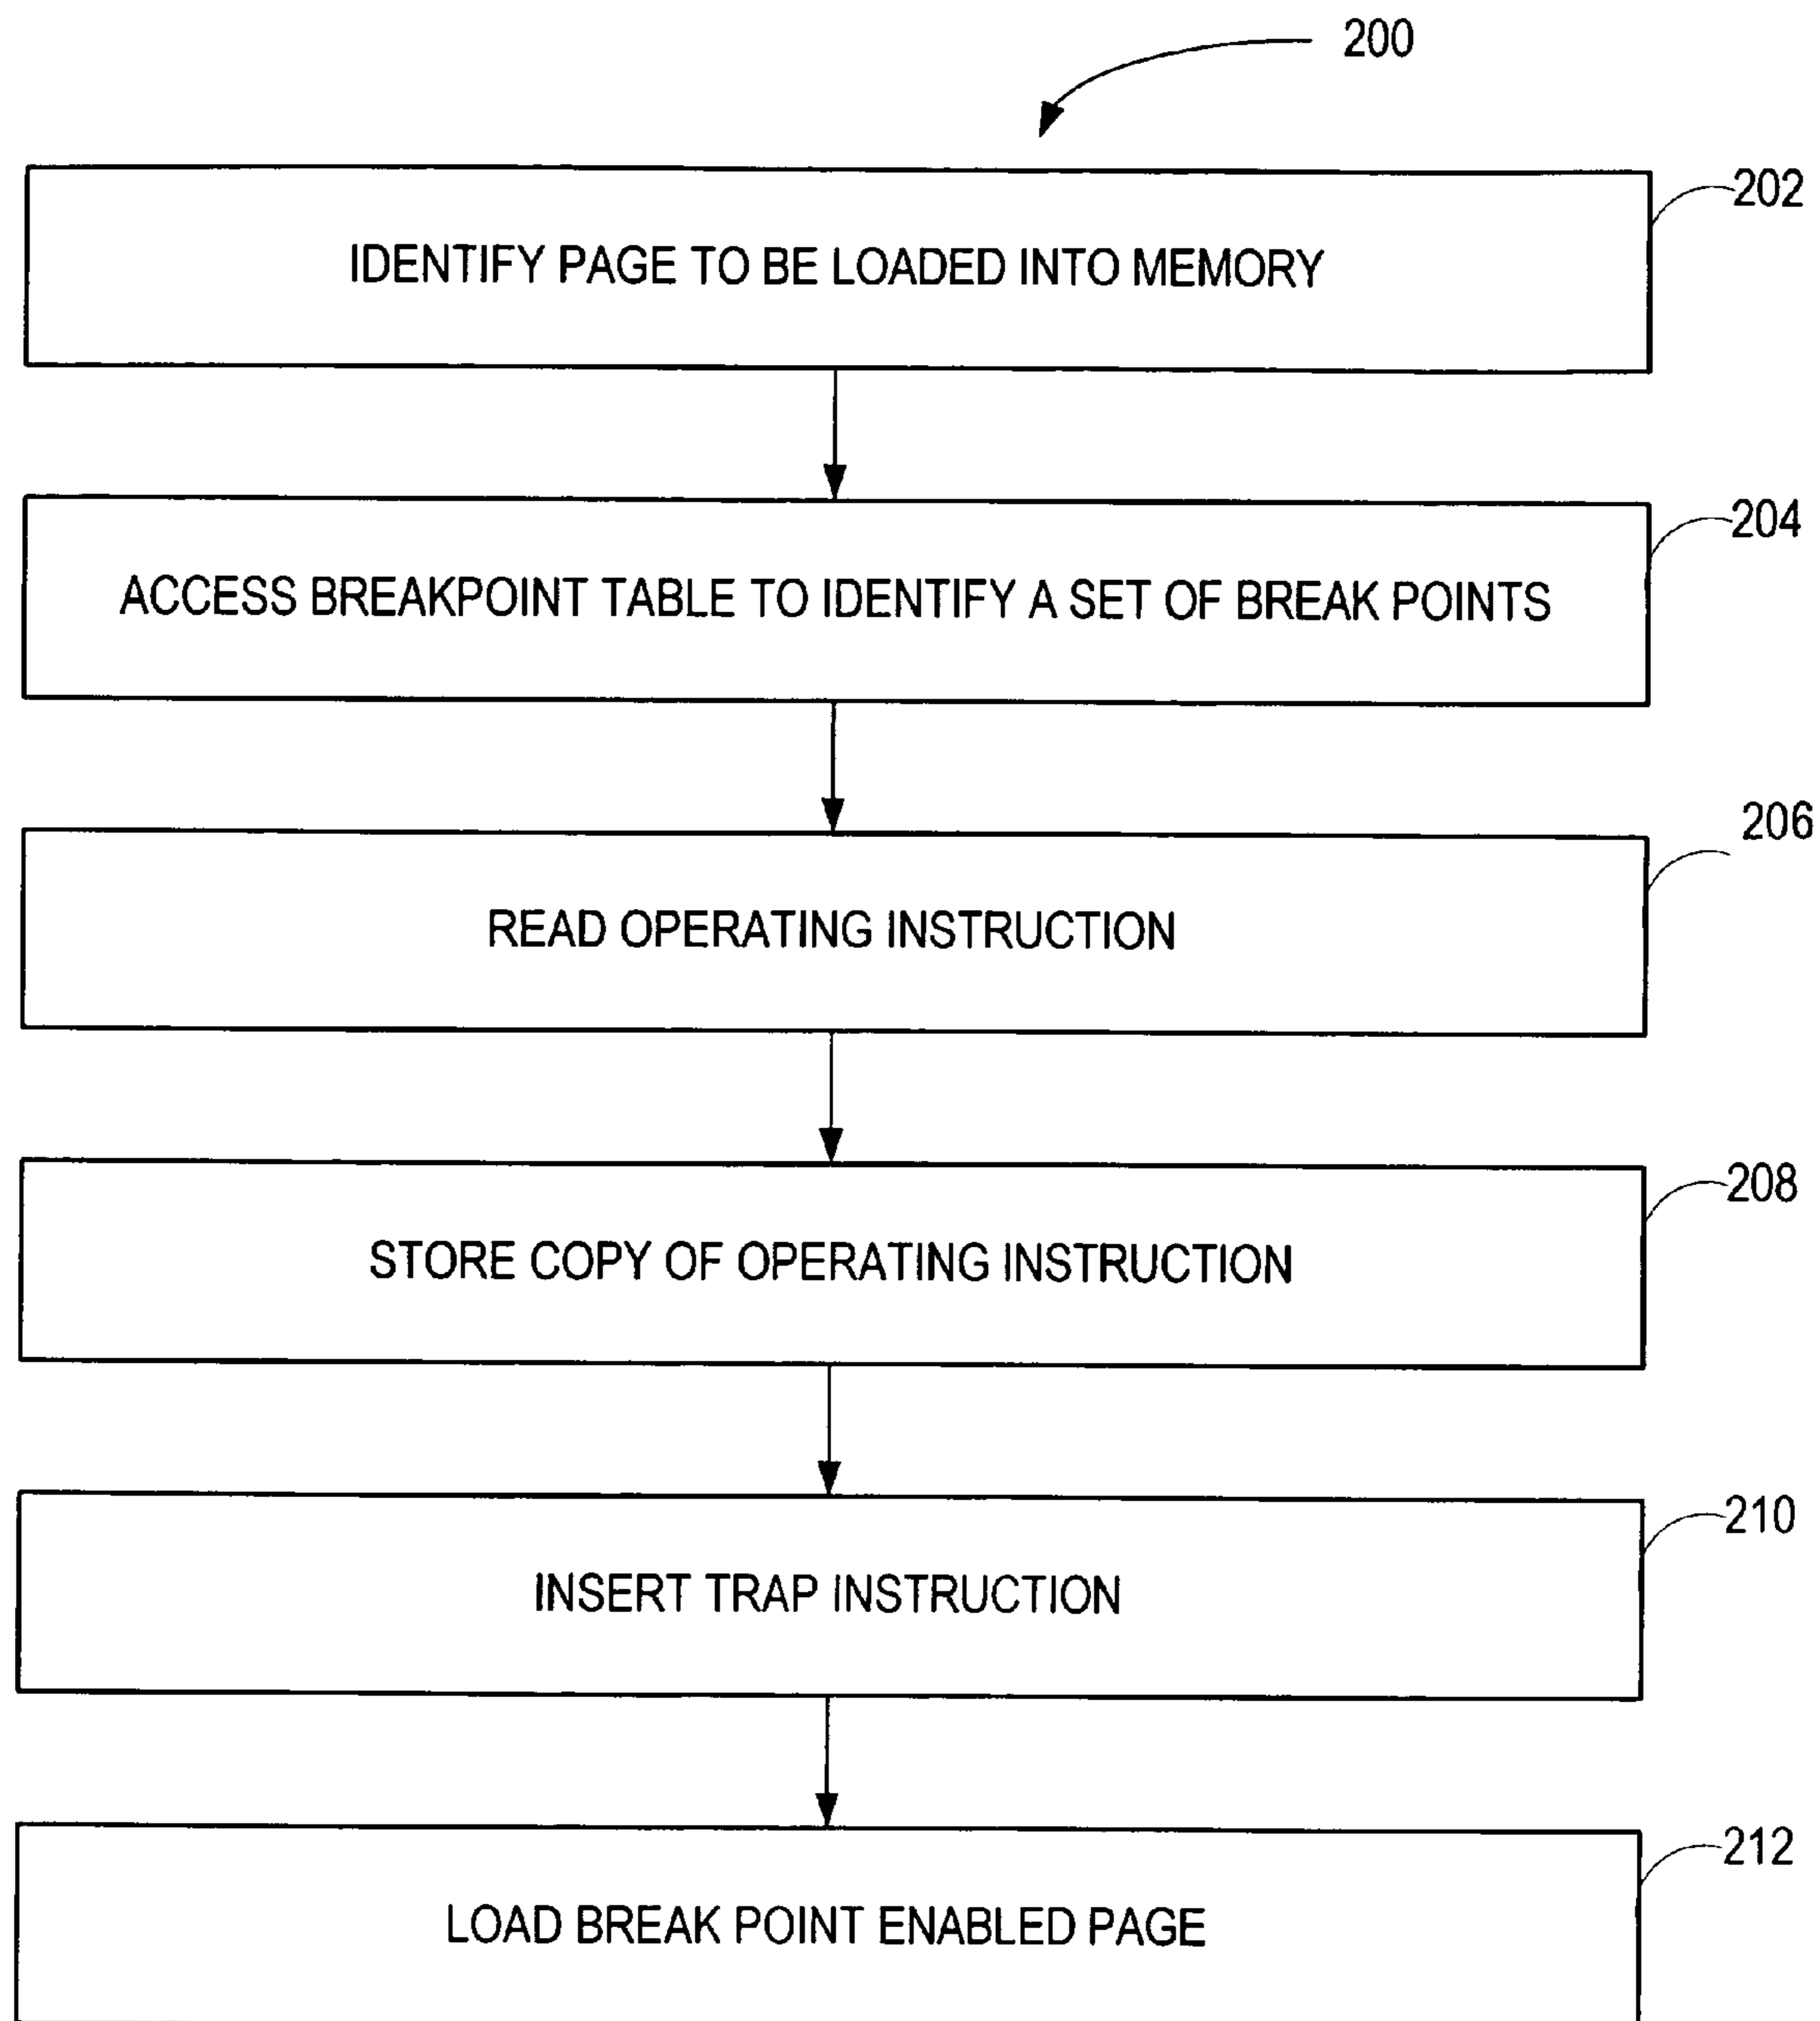 200
202
IDENTIFY PAGE TO BE LOADED INTO MEMORY
204
ACCESS BREAKPOINT TABLE TO IDENTIFY A SET OF BREAK POINTS
206
READ OPERATING INSTRUCTION
208
STORE COPY OF OPERATING INSTRUCTION
210
INSERT TRAP INSTRUCTION
212
LOAD BREAK POINT ENABLED PAGE